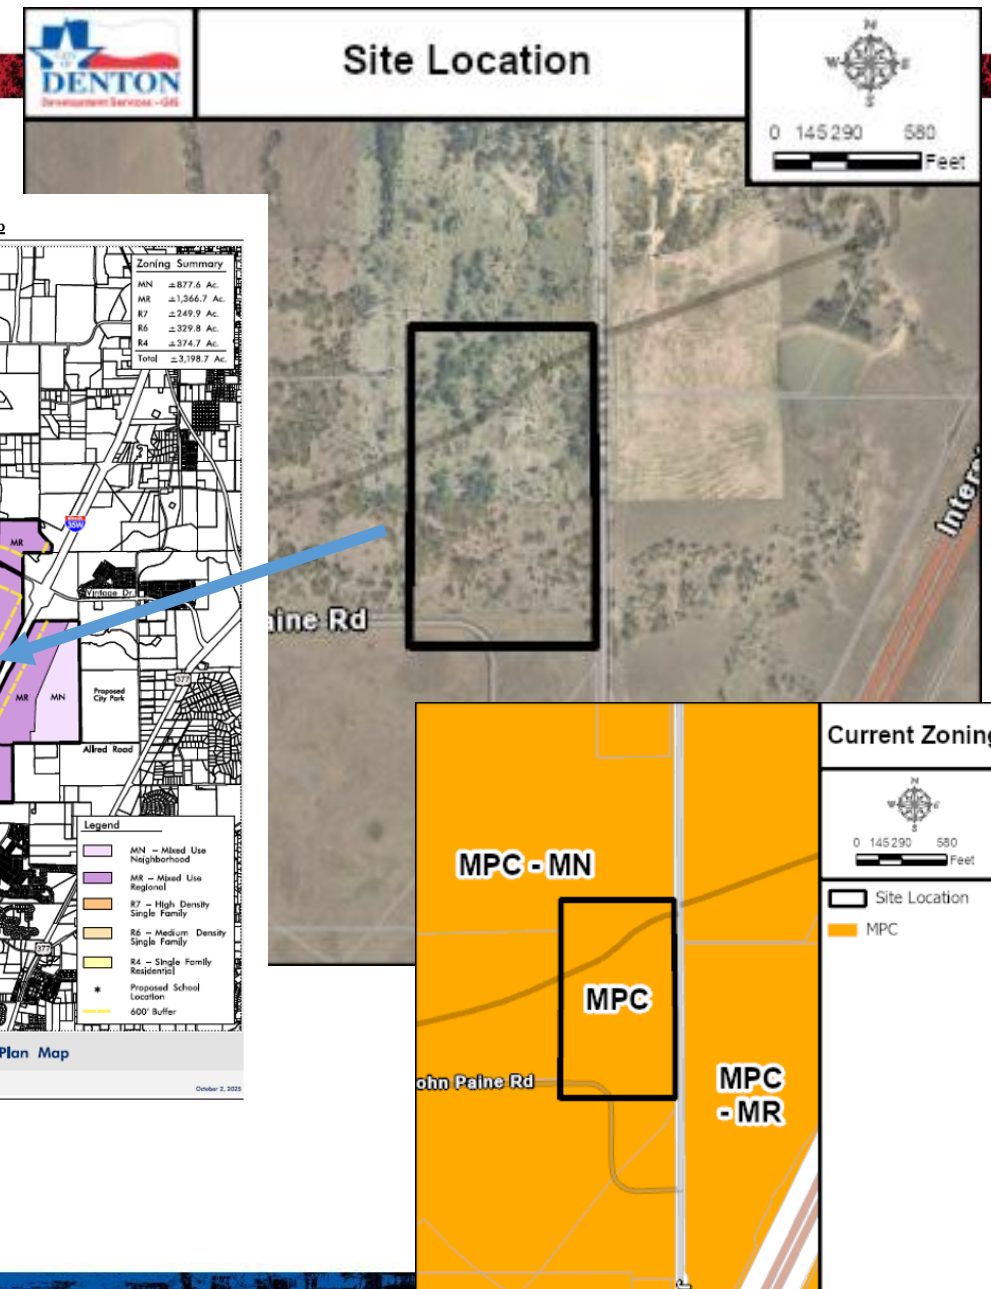 CITY OF
DENTON
Development Services - GIS
Site Location
N
W E
S
0 145290 580
Feet
p
Zoning Summary
MN ±877.6 Ac.
MR ±1,366.7 Ac.
R7 ±249.9 Ac.
R6 ±329.8 Ac.
R4 ±374.7 Ac.
Total ±3,198.7 Ac.
MR
35W
Vintage Dr.
377
MR
MN
Proposed
City Park
Allred Road
377
Legend
MN – Mixed Use
Neighborhood
MR – Mixed Use
Regional
R7 – High Density
Single Family
R6 – Medium Density
Single Family
R4 – Single Family
Residential
* Proposed School
Location
600' Buffer
Plan Map
October 2, 2025
aine Rd
Inters
Current Zoning
N
W E
S
0 145290 580
Feet
Site Location
MPC
MPC - MN
MPC
ohn Paine Rd
MPC
- MR